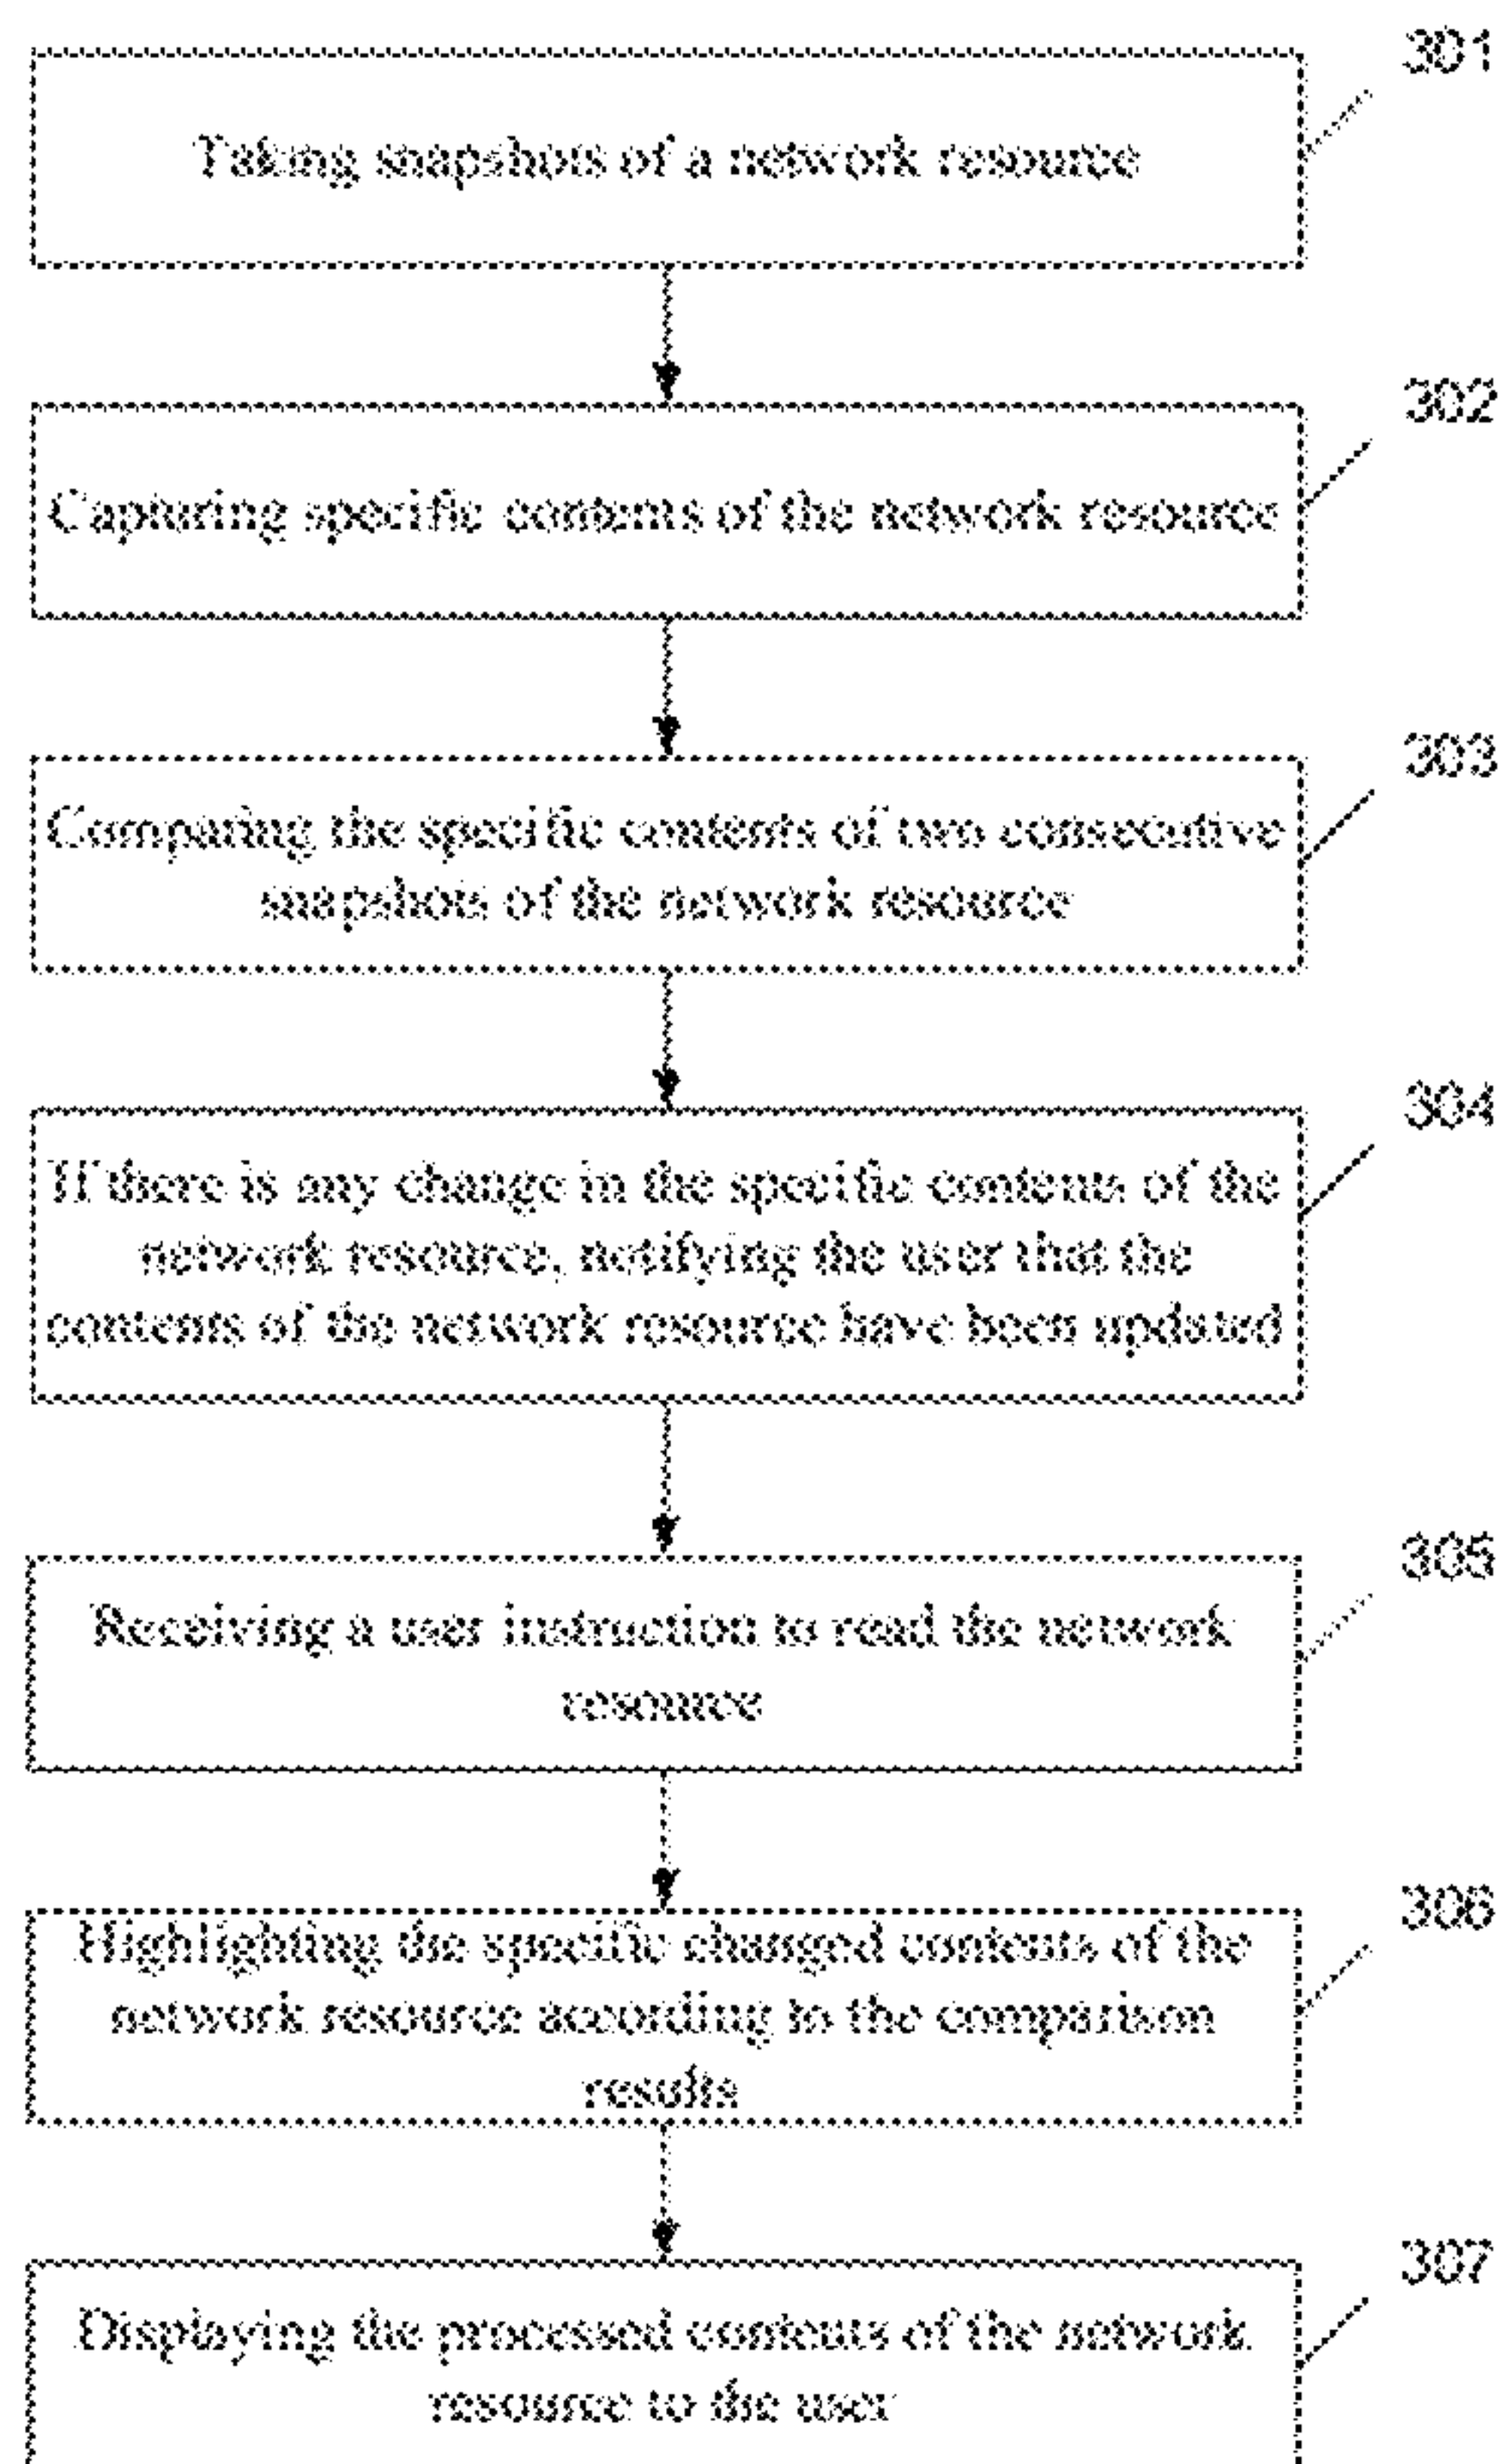 301
Taking snapshots of a network resource
302
Capturing specific contents of the network resource
303
Comparing the specific contents of two consecutive
snapshots of the network resource
304
If there is any change in the specific contents of the
network resource, notifying the user that the
contents of the network resource have been updated
305
Receiving a user instruction to read the network
resource
306
Highlighting the specific changed contents of the
network resource according to the comparison
results
307
Displaying the processed contents of the network
resource to the user